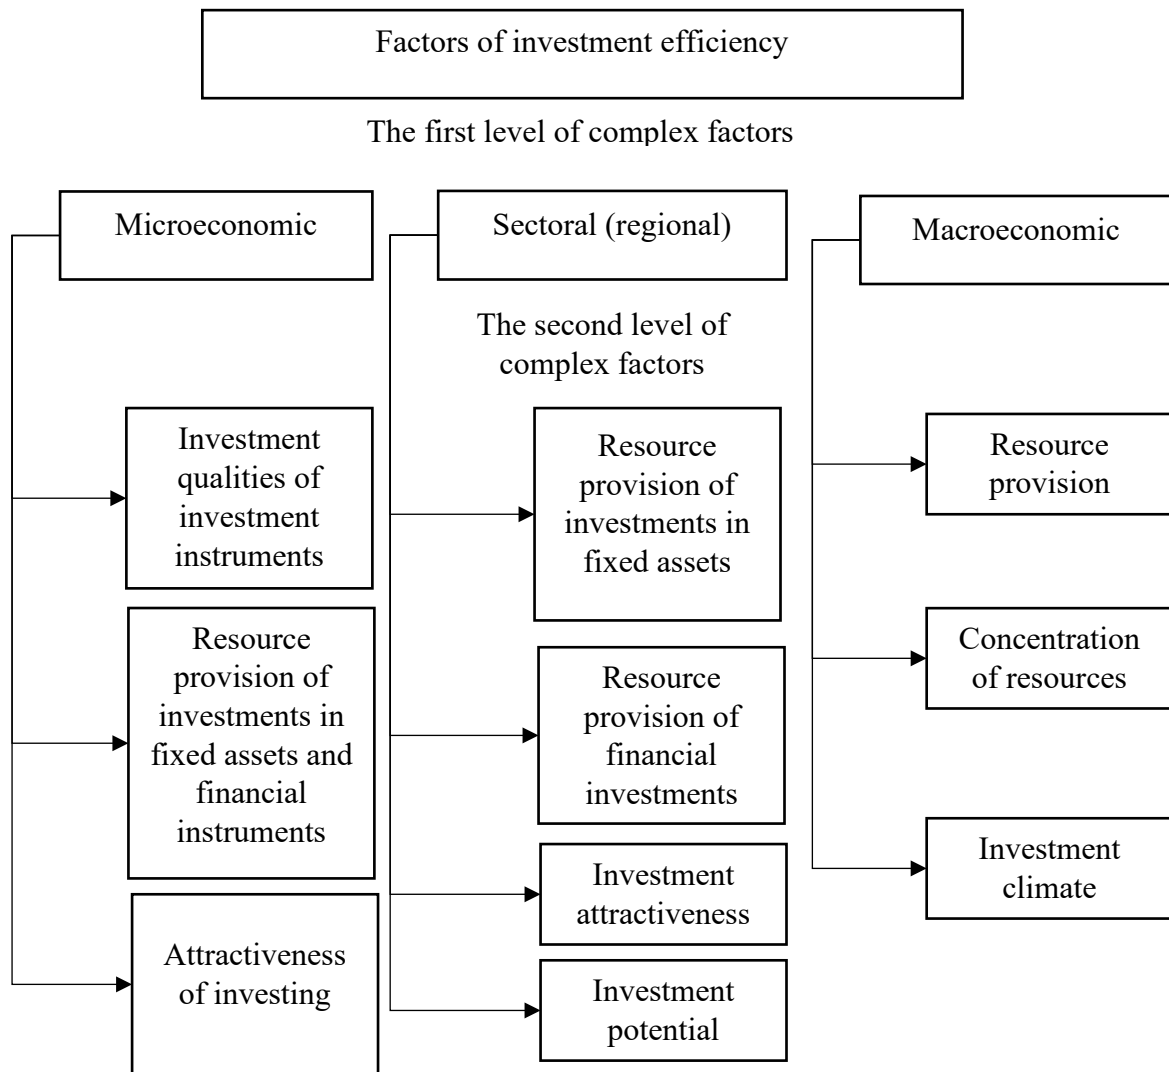 Factors of investment efficiency
The first level of complex factors
Microeconomic
Sectoral (regional)
Macroeconomic
The second level of
complex factors
Investment
qualities of
investment
instruments
Resource
provision of
investments in
fixed assets and
financial
instruments
Attractiveness
of investing
Resource
provision of
investments in
fixed assets
Resource
provision of
financial
investments
Investment
attractiveness
Investment
potential
Resource
provision
Concentration
of resources
Investment
climate